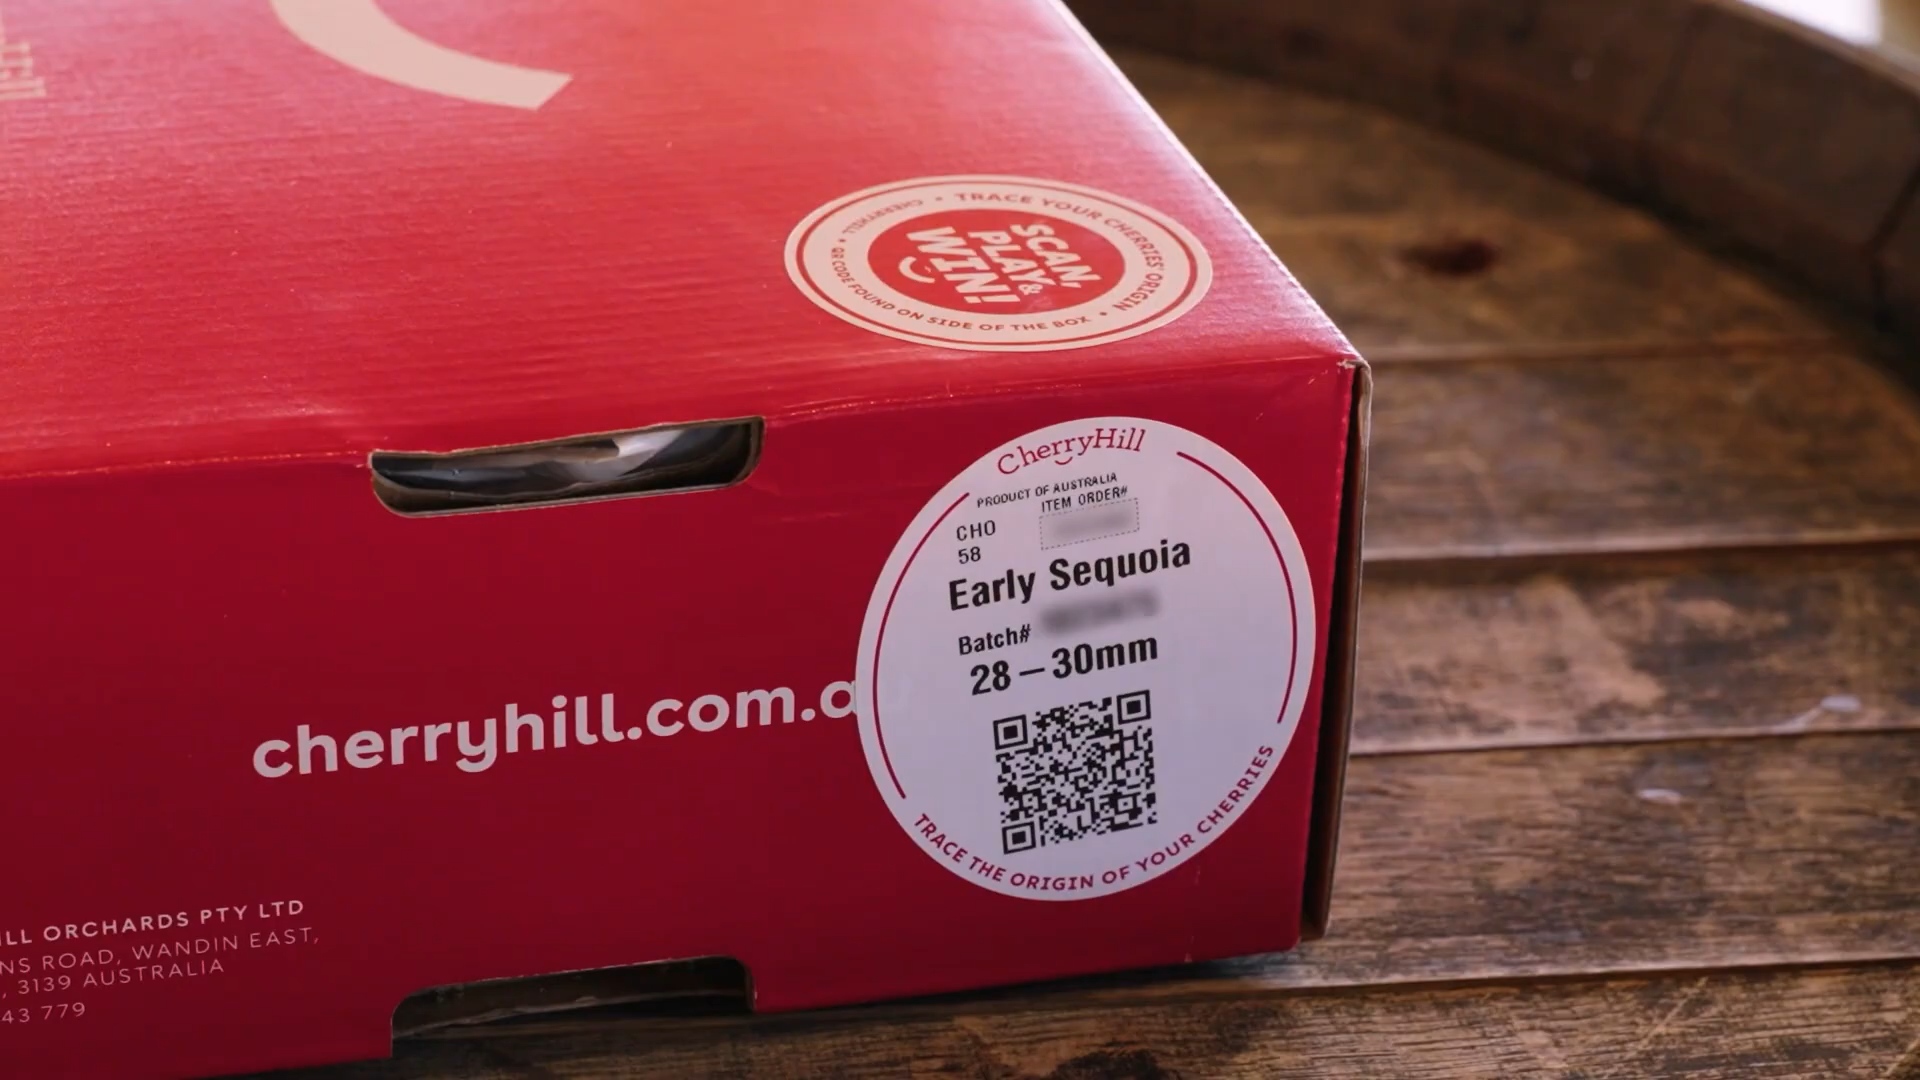 CHERRYHILL • TRACE YOUR CHERRIES' ORIGIN •
QR CODE FOUND ON SIDE OF THE BOX •
SCAN,
PLAY &
WIN!
CherryHill
PRODUCT OF AUSTRALIA
ITEM ORDER#
CHO
58
Early Sequoia
Batch#
28 – 30mm
TRACE THE ORIGIN OF YOUR CHERRIES
cherryhill.com.a
ILL ORCHARDS PTY LTD
NS ROAD, WANDIN EAST,
, 3139 AUSTRALIA
43 779